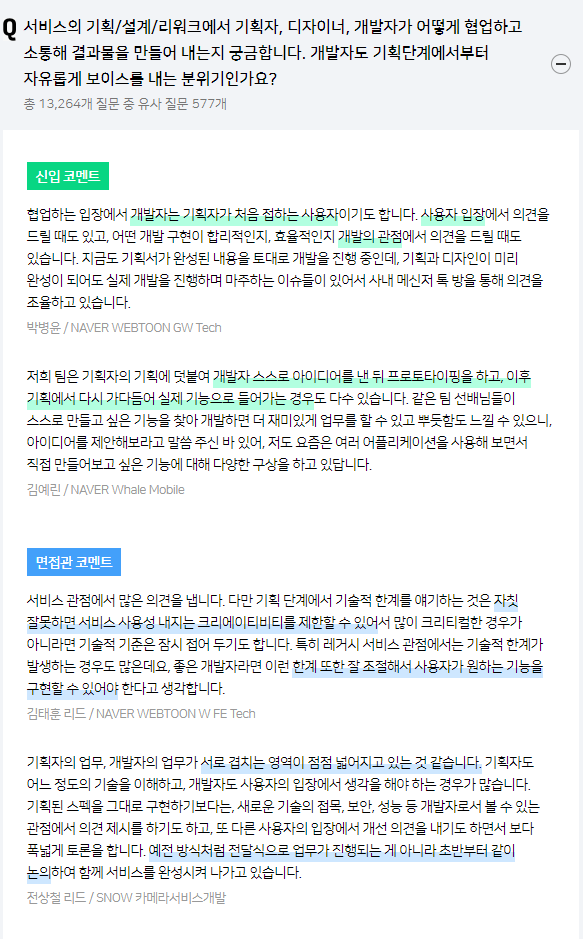 Q 서비스의 기획/설계/리워크에서 기획자, 디자이너, 개발자가 어떻게 협업하고
소통해 결과물을 만들어 내는지 궁금합니다. 개발자도 기획단계에서부터
자유롭게 보이스를 내는 분위기인가요?
총 13,264개 질문 중 유사 질문 577개
신입 코멘트
협업하는 입장에서 개발자는 기획자가 처음 접하는 사용자이기도 합니다. 사용자 입장에서 의견을
드릴 때도 있고, 어떤 개발 구현이 합리적인지, 효율적인지 개발의 관점에서 의견을 드릴 때도
있습니다. 지금도 기획서가 완성된 내용을 토대로 개발을 진행 중인데, 기획과 디자인이 미리
완성이 되어도 실제 개발을 진행하며 마주하는 이슈들이 있어서 사내 메신저 톡 방을 통해 의견을
조율하고 있습니다.
박병윤 / NAVER WEBTOON GW Tech
저희 팀은 기획자의 기획에 덧붙여 개발자 스스로 아이디어를 낸 뒤 프로토타이핑을 하고, 이후
기획에서 다시 가다듬어 실제 기능으로 들어가는 경우도 다수 있습니다. 같은 팀 선배님들이
스스로 만들고 싶은 기능을 찾아 개발하면 더 재미있게 업무를 할 수 있고 뿌듯함도 느낄 수 있으니,
아이디어를 제안해보라고 말씀 주신 바 있어, 저도 요즘은 여러 어플리케이션을 사용해 보면서
직접 만들어보고 싶은 기능에 대해 다양한 구상을 하고 있답니다.
김예린 / NAVER Whale Mobile
면접관 코멘트
서비스 관점에서 많은 의견을 냅니다. 다만 기획 단계에서 기술적 한계를 얘기하는 것은 자칫
잘못하면 서비스 사용성 내지는 크리에이티비티를 제한할 수 있어서 많이 크리티컬한 경우가
아니라면 기술적 기준은 잠시 접어 두기도 합니다. 특히 레거시 서비스 관점에서는 기술적 한계가
발생하는 경우도 많은데요, 좋은 개발자라면 이런 한계 또한 잘 조절해서 사용자가 원하는 기능을
구현할 수 있어야 한다고 생각합니다.
김태훈 리드 / NAVER WEBTOON W FE Tech
기획자의 업무, 개발자의 업무가 서로 겹치는 영역이 점점 넓어지고 있는 것 같습니다. 기획자도
어느 정도의 기술을 이해하고, 개발자도 사용자의 입장에서 생각을 해야 하는 경우가 많습니다.
기획된 스펙을 그대로 구현하기보다는, 새로운 기술의 접목, 보안, 성능 등 개발자로서 볼 수 있는
관점에서 의견 제시를 하기도 하고, 또 다른 사용자의 입장에서 개선 의견을 내기도 하면서 보다
폭넓게 토론을 합니다. 예전 방식처럼 전달식으로 업무가 진행되는 게 아니라 초반부터 같이
논의하여 함께 서비스를 완성시켜 나가고 있습니다.
전상철 리드 / SNOW 카메라서비스개발